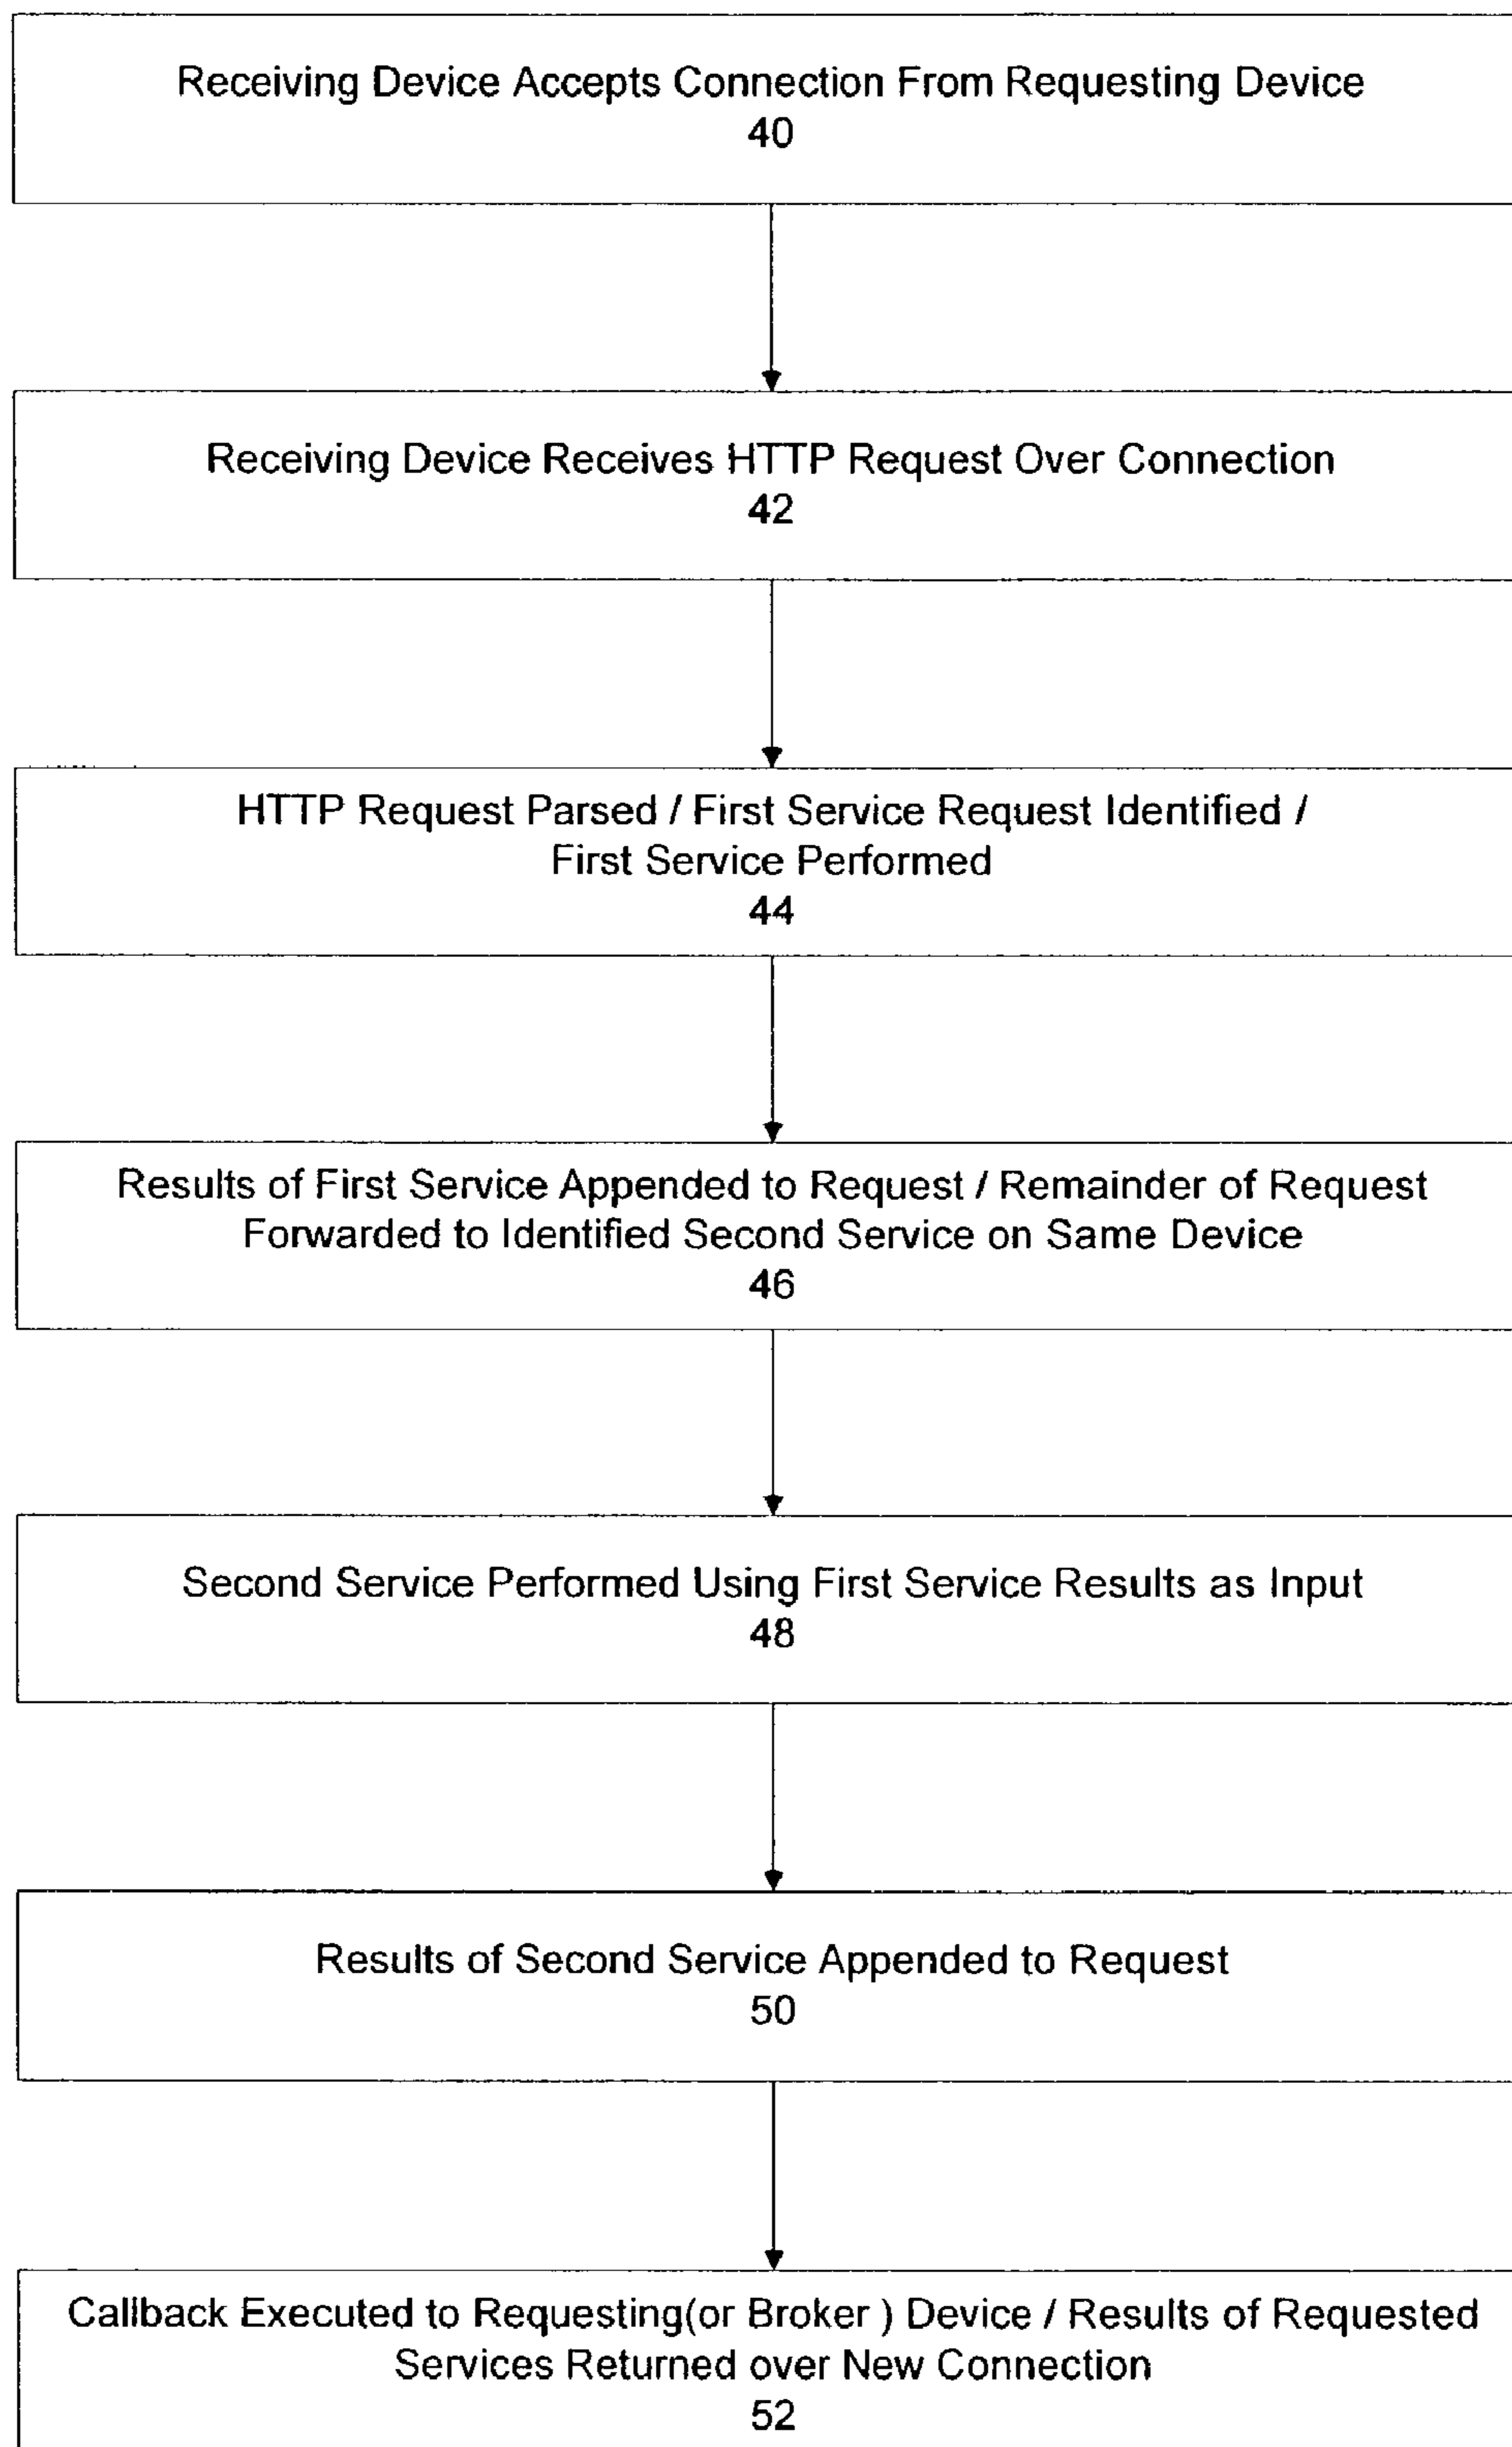 Receiving Device Accepts Connection From Requesting Device
40
Receiving Device Receives HTTP Request Over Connection
42
HTTP Request Parsed / First Service Request Identified /
First Service Performed
44
Results of First Service Appended to Request / Remainder of Request
Forwarded to Identified Second Service on Same Device
46
Second Service Performed Using First Service Results as Input
48
Results of Second Service Appended to Request
50
Callback Executed to Requesting(or Broker ) Device / Results of Requested
Services Returned over New Connection
52